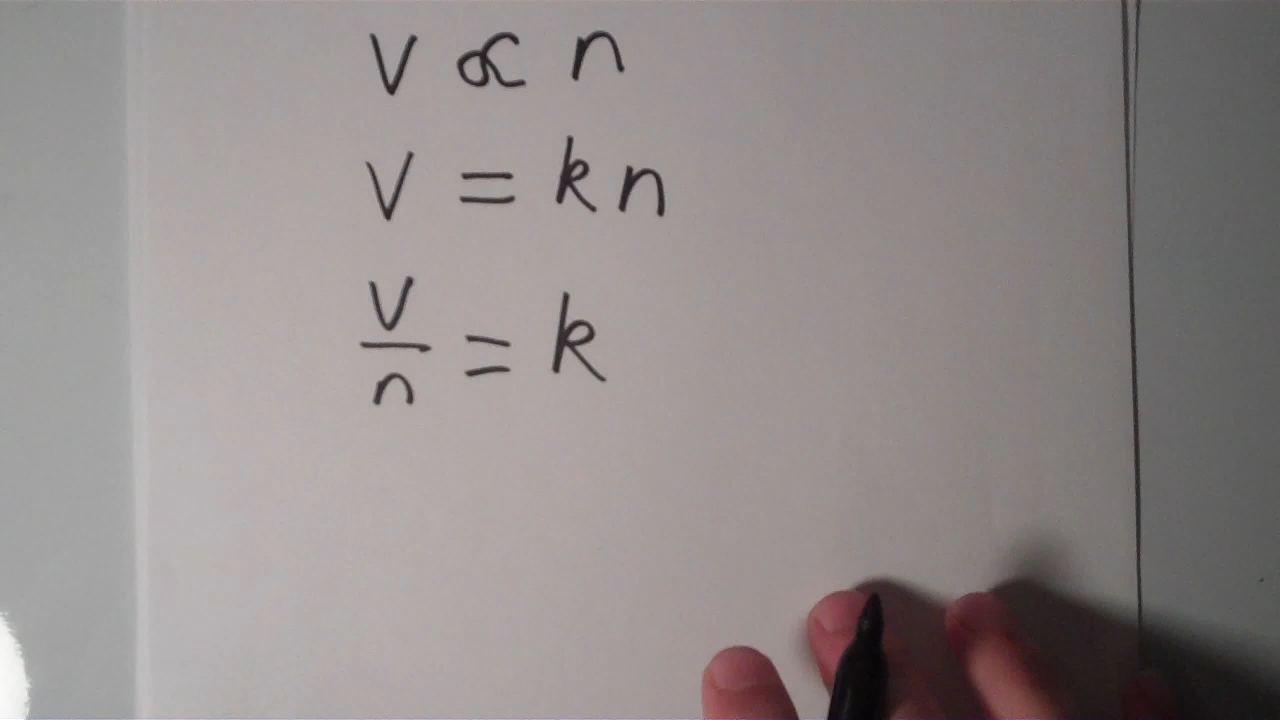 V ∝ n
V = kn
V/n = k